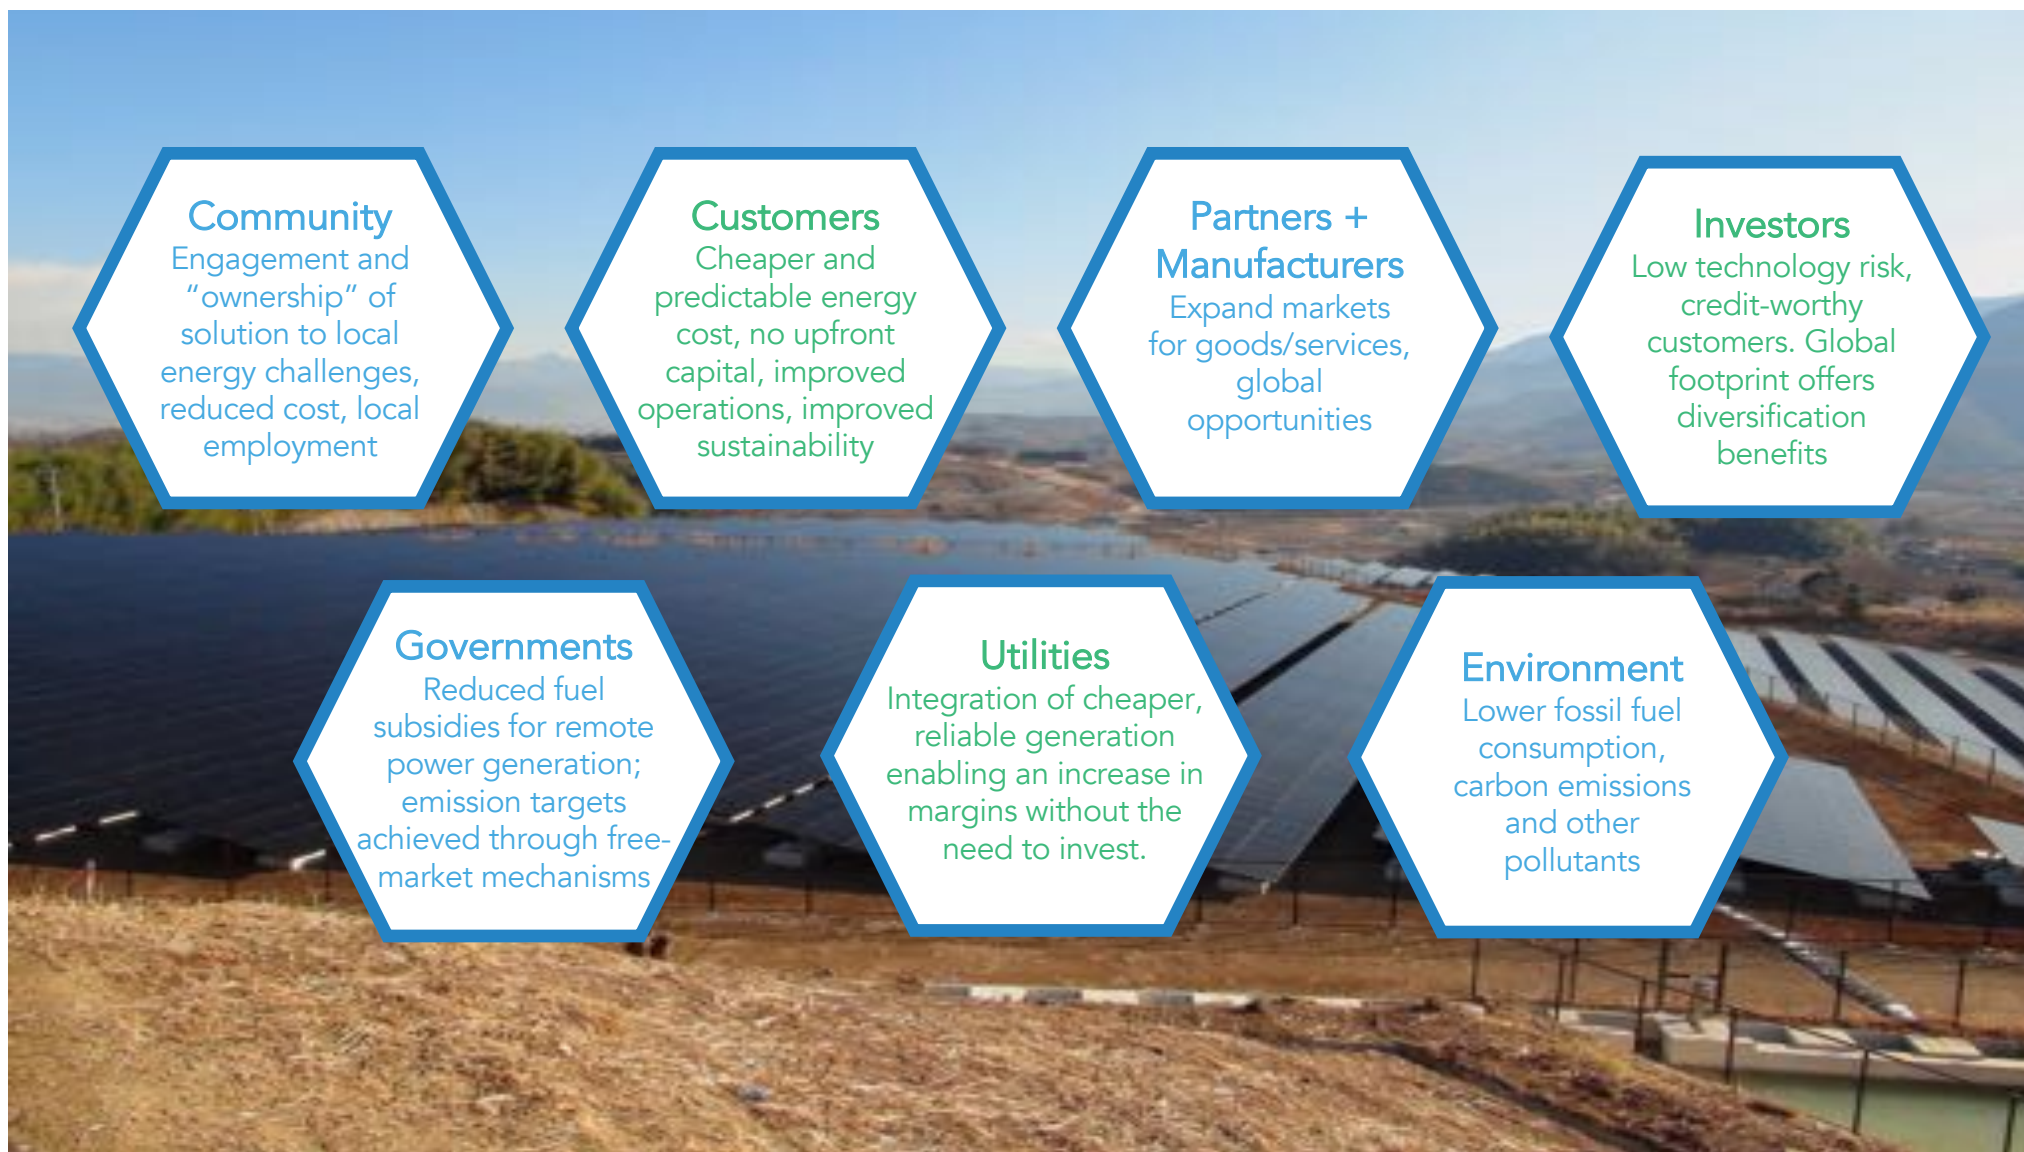 Community
Engagement and
“ownership” of
solution to local
energy challenges,
reduced cost, local
employment
Customers
Cheaper and
predictable energy
cost, no upfront
capital, improved
operations, improved
sustainability
Partners +
Manufacturers
Expand markets
for goods/services,
global
opportunities
Investors
Low technology risk,
credit-worthy
customers. Global
footprint offers
diversification
benefits
Governments
Reduced fuel
subsidies for remote
power generation;
emission targets
achieved through free-
market mechanisms
Utilities
Integration of cheaper,
reliable generation
enabling an increase in
margins without the
need to invest.
Environment
Lower fossil fuel
consumption,
carbon emissions
and other
pollutants